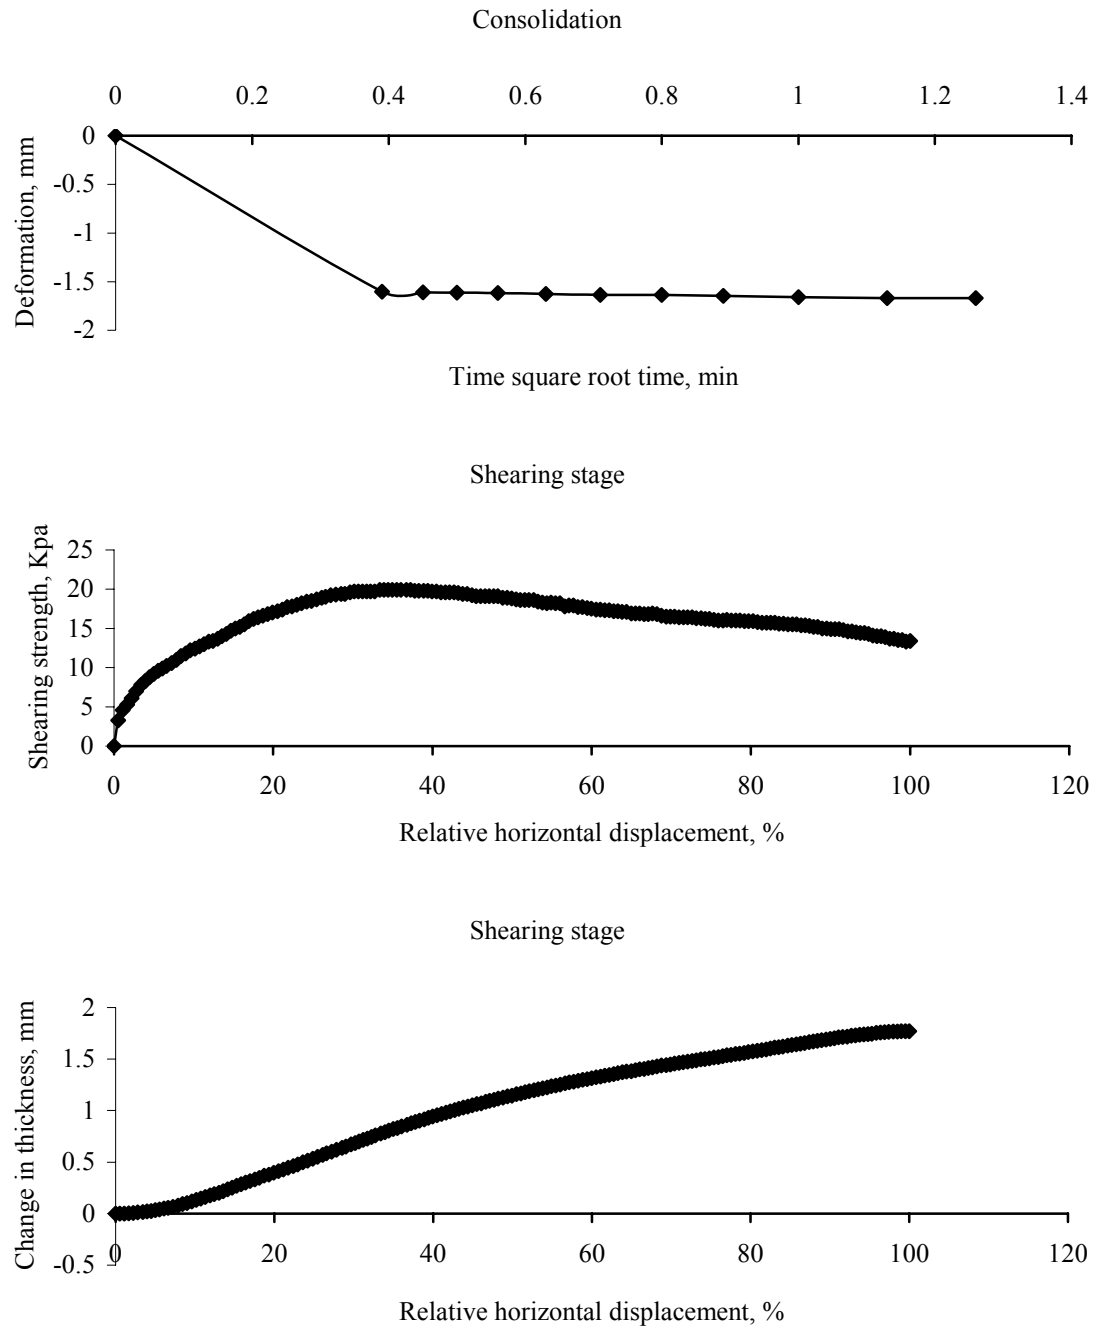 Consolidation
0 0.2 0.4 0.6 0.8 1 1.2 1.4
Deformation, mm
0
-0.5
-1
-1.5
-2
Time square root time, min
Shearing stage
Shearing strength, Kpa
25
20
15
10
5
0
0 20 40 60 80 100 120
Relative horizontal displacement, %
Shearing stage
Change in thickness, mm
2
1.5
1
0.5
0
-0.5
0 20 40 60 80 100 120
Relative horizontal displacement, %